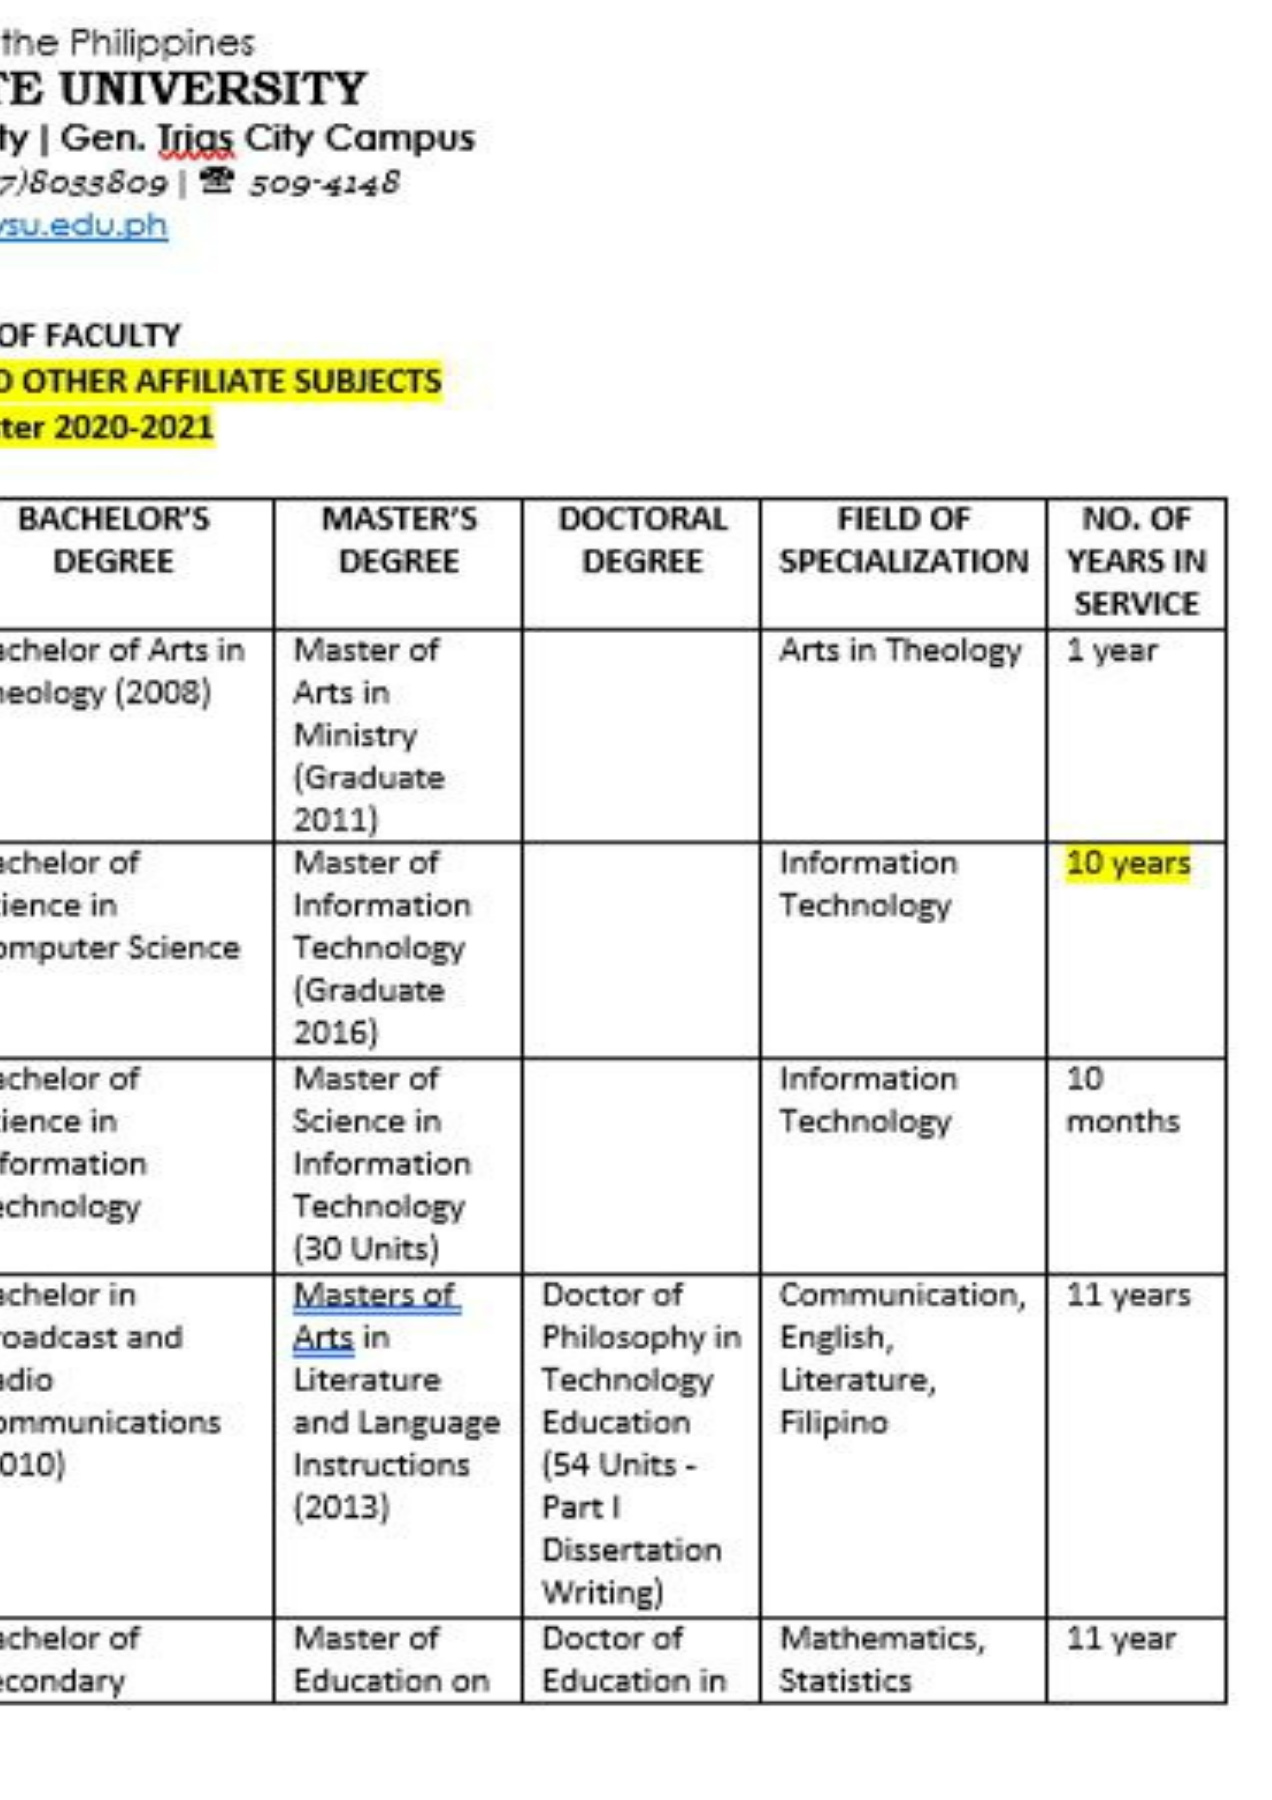 the Philippines
TE UNIVERSITY
ty | Gen. Trias City Campus
7)8033809 | ☎ 509-4148
vsu.edu.ph
OF FACULTY
D OTHER AFFILIATE SUBJECTS
ter 2020-2021
BACHELOR'S
DEGREE
MASTER'S
DEGREE
DOCTORAL
DEGREE
FIELD OF
SPECIALIZATION
NO. OF
YEARS IN
SERVICE
achelor of Arts in
heology (2008)
Master of
Arts in
Ministry
(Graduate
2011)
Arts in Theology
1 year
achelor of
cience in
omputer Science
Master of
Information
Technology
(Graduate
2016)
Information
Technology
10 years
achelor of
cience in
formation
echnology
Master of
Science in
Information
Technology
(30 Units)
Information
Technology
10
months
achelor in
roadcast and
adio
ommunications
010)
Masters of
Arts in
Literature
and Language
Instructions
(2013)
Doctor of
Philosophy in
Technology
Education
(54 Units -
Part I
Dissertation
Writing)
Communication,
English,
Literature,
Filipino
11 years
achelor of
econdary
Master of
Education on
Doctor of
Education in
Mathematics,
Statistics
11 year